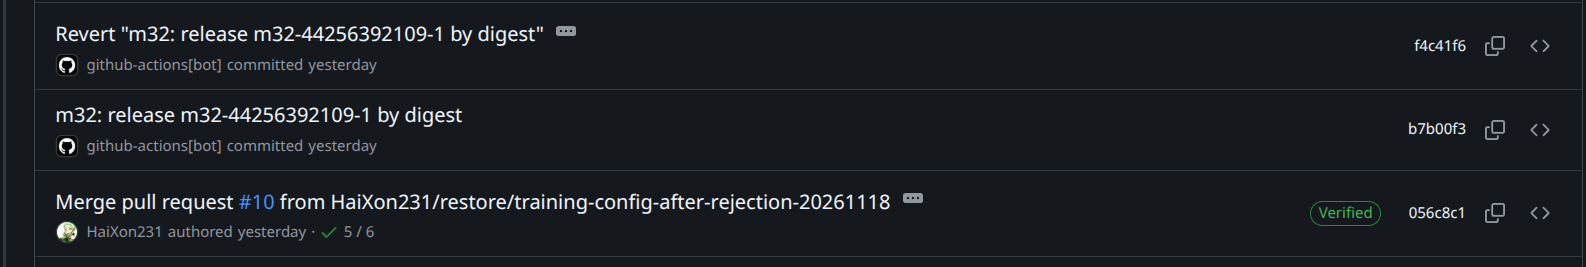 Revert "m32: release m32-44256392109-1 by digest"
f4c41f6
github-actions[bot] committed yesterday
m32: release m32-44256392109-1 by digest
b7b00f3
github-actions[bot] committed yesterday
Merge pull request #10 from HaiXon231/restore/training-config-after-rejection-20261118
Verified 056c8c1
HaiXon231 authored yesterday · 5 / 6